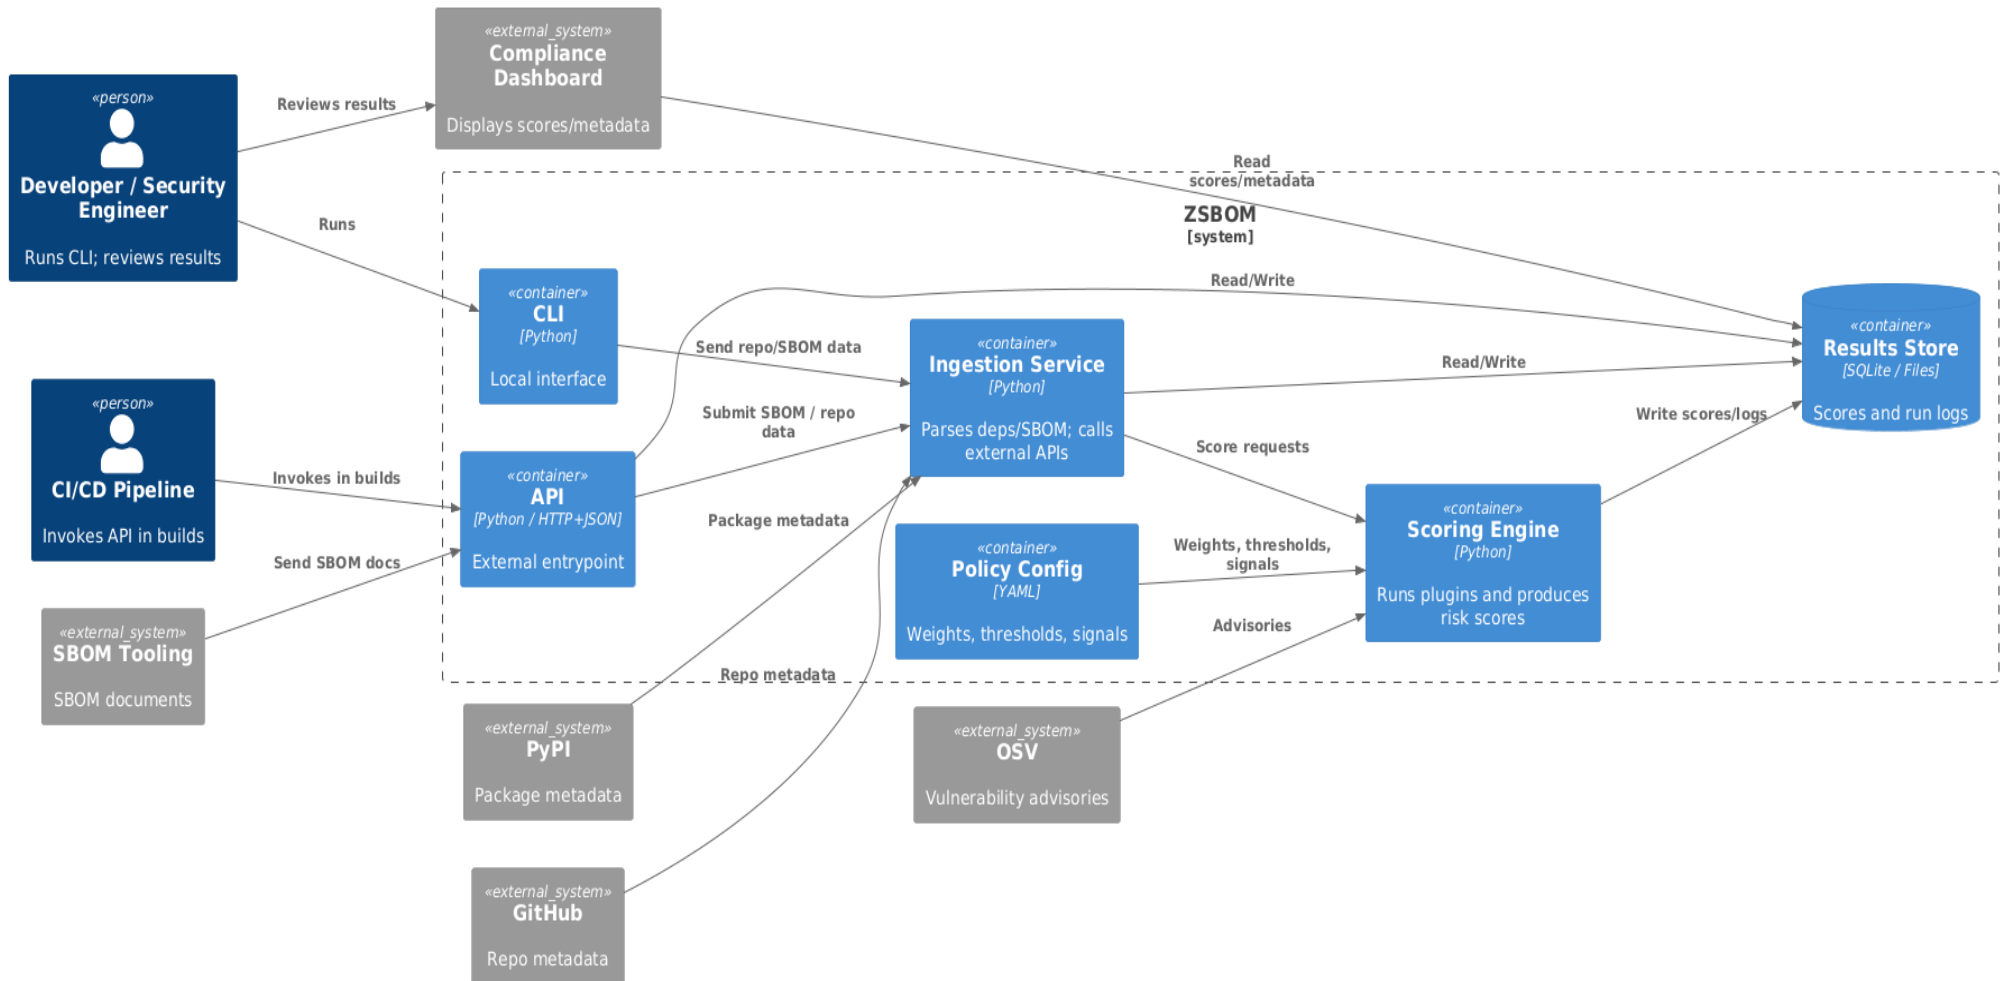 «external_system»
Compliance
Dashboard
Displays scores/metadata
«person»
Developer / Security
Engineer
Runs CLI; reviews results
Reviews results
Runs
Read
scores/metadata
ZSBOM
[system]
«container»
CLI
[Python]
Local interface
Read/Write
Send repo/SBOM data
«container»
Ingestion Service
[Python]
Parses deps/SBOM; calls
external APIs
Read/Write
«container»
Results Store
[SQLite / Files]
Scores and run logs
«person»
CI/CD Pipeline
Invokes API in builds
Invokes in builds
Submit SBOM / repo
data
«container»
API
[Python / HTTP+JSON]
External entrypoint
Score requests
Write scores/logs
Send SBOM docs
«external_system»
SBOM Tooling
SBOM documents
Package metadata
«container»
Policy Config
[YAML]
Weights, thresholds, signals
Weights, thresholds,
signals
«container»
Scoring Engine
[Python]
Runs plugins and produces
risk scores
Advisories
Repo metadata
«external_system»
PyPI
Package metadata
«external_system»
OSV
Vulnerability advisories
«external_system»
GitHub
Repo metadata